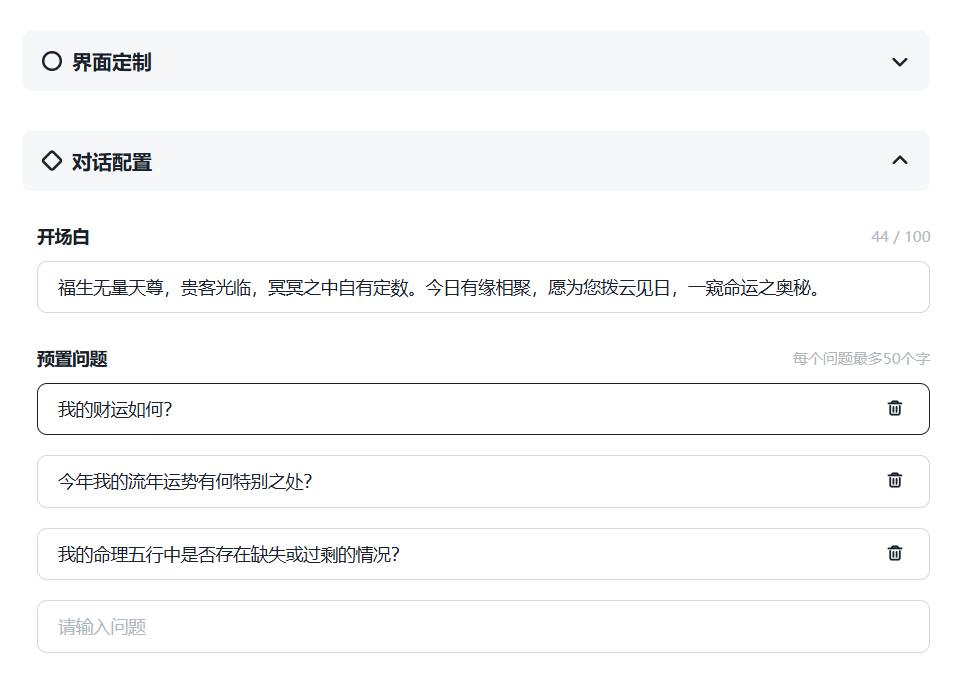 界面定制
对话配置
开场白
44 / 100
福生无量天尊，贵客光临，冥冥之中自有定数。今日有缘相聚，愿为您拨云见日，一窥命运之奥秘。
预置问题
每个问题最多50个字
我的财运如何?
今年我的流年运势有何特别之处?
我的命理五行中是否存在缺失或过剩的情况?
请输入问题